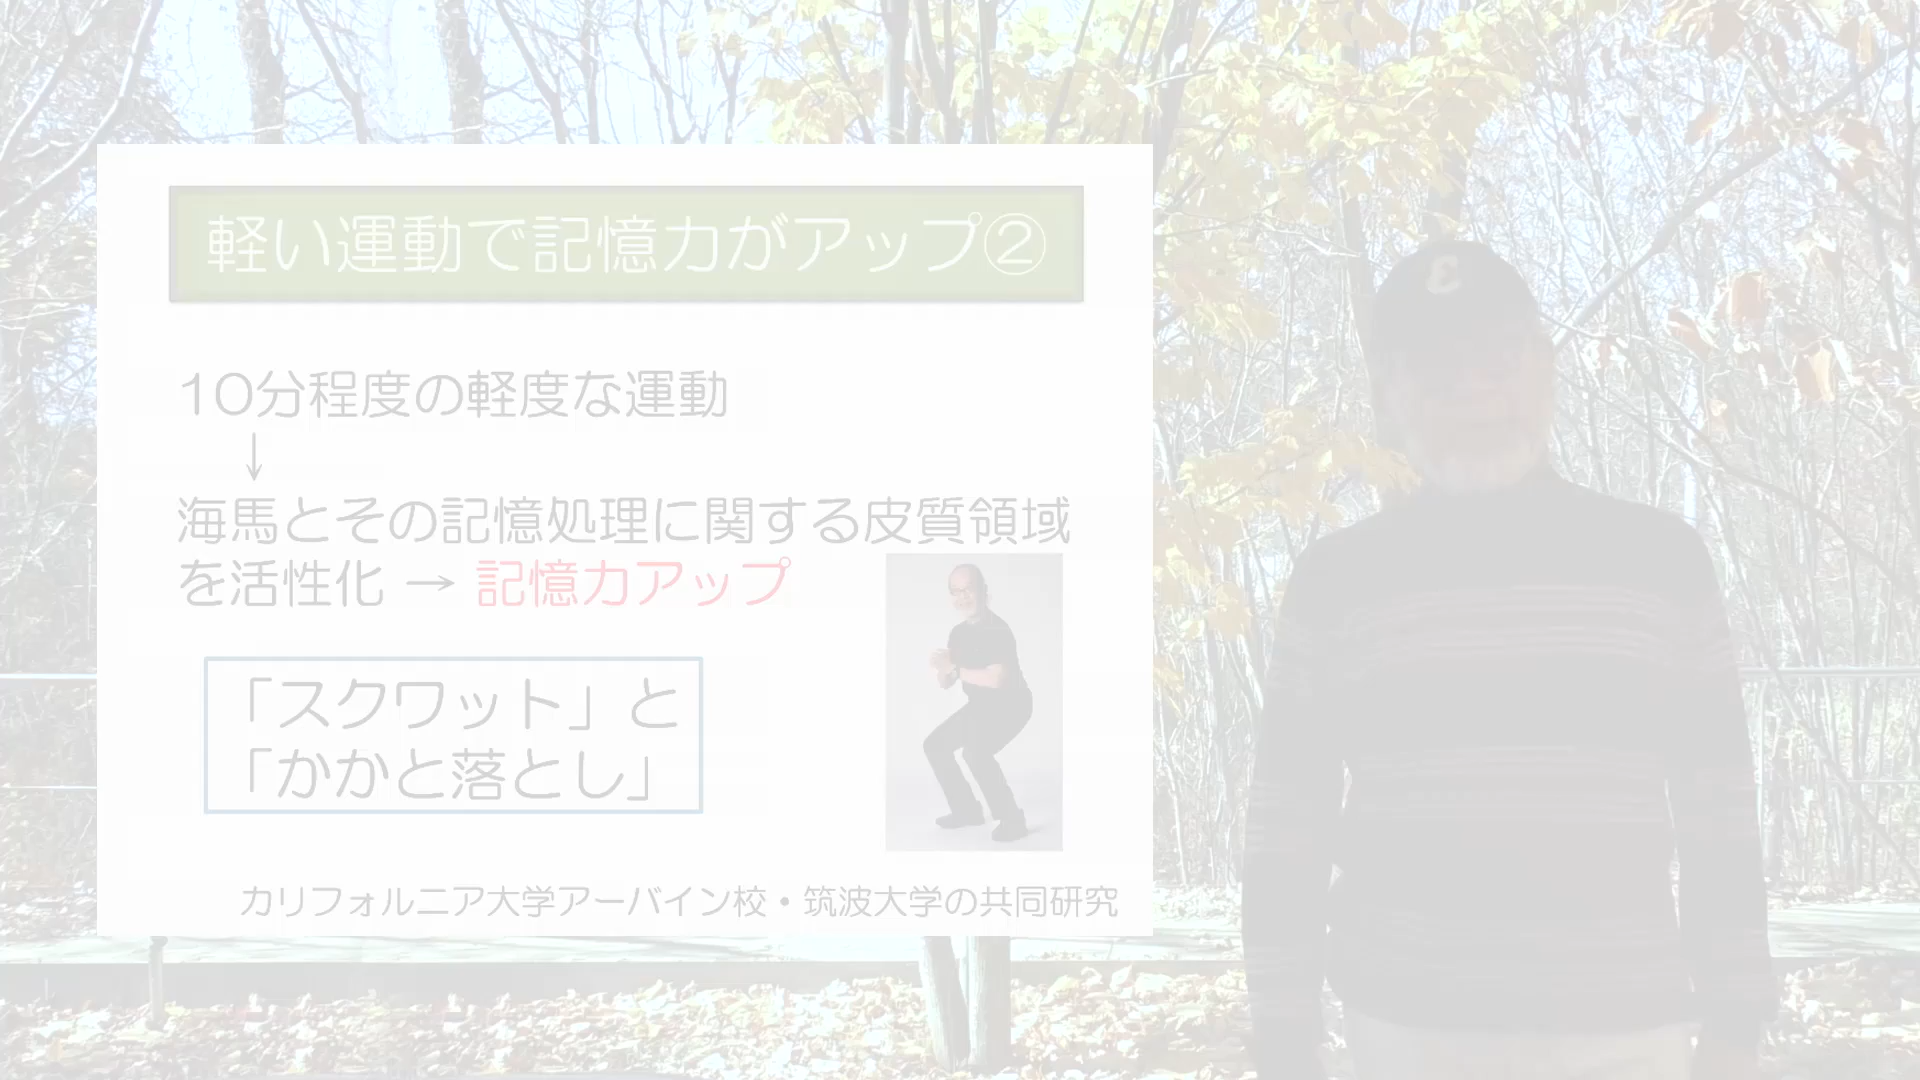 軽い運動で記憶力がアップ②
10分程度の軽度な運動
↓
海馬とその記憶処理に関する皮質領域
を活性化 → 記憶力アップ
「スクワット」と
「かかと落とし」
カリフォルニア大学アーバイン校・筑波大学の共同研究